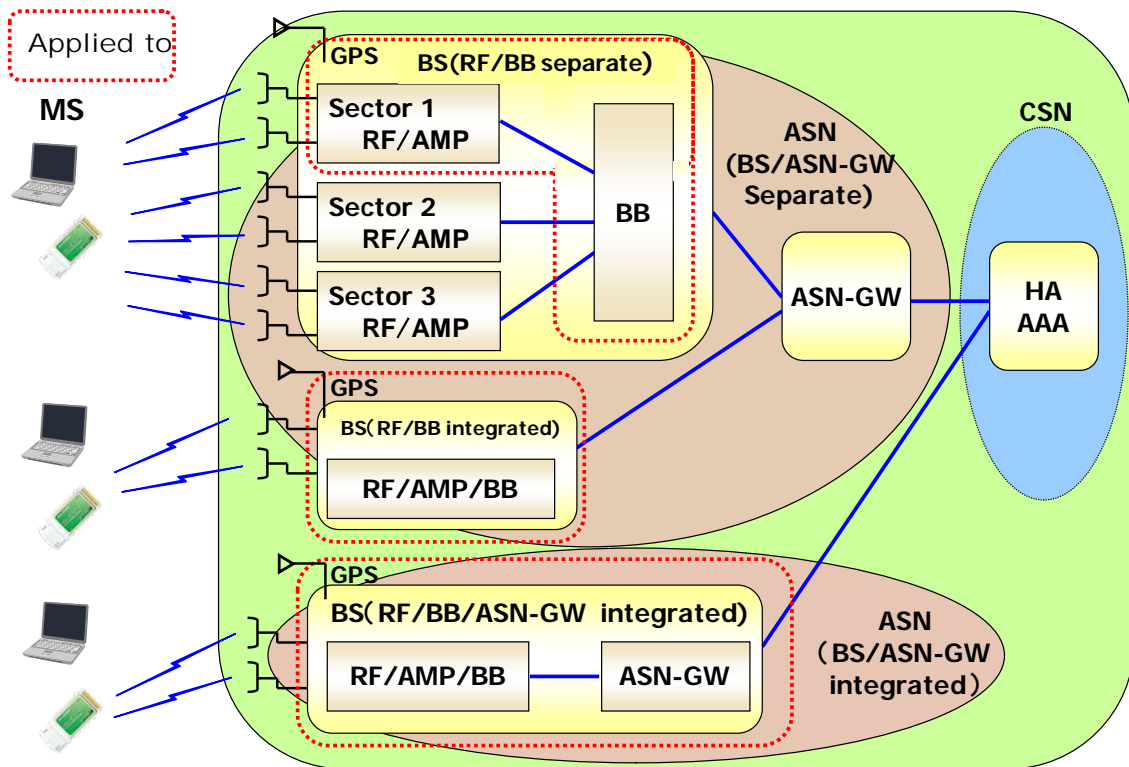 Applied to
MS
GPS
BS(RF/BB separate)
Sector 1
RF/AMP
Sector 2
RF/AMP
Sector 3
RF/AMP
BB
ASN
(BS/ASN-GW
Separate)
ASN-GW
CSN
HA
AAA
GPS
BS(RF/BB integrated)
RF/AMP/BB
GPS
BS(RF/BB/ASN-GW integrated)
RF/AMP/BB
ASN-GW
ASN
(BS/ASN-GW
integrated)